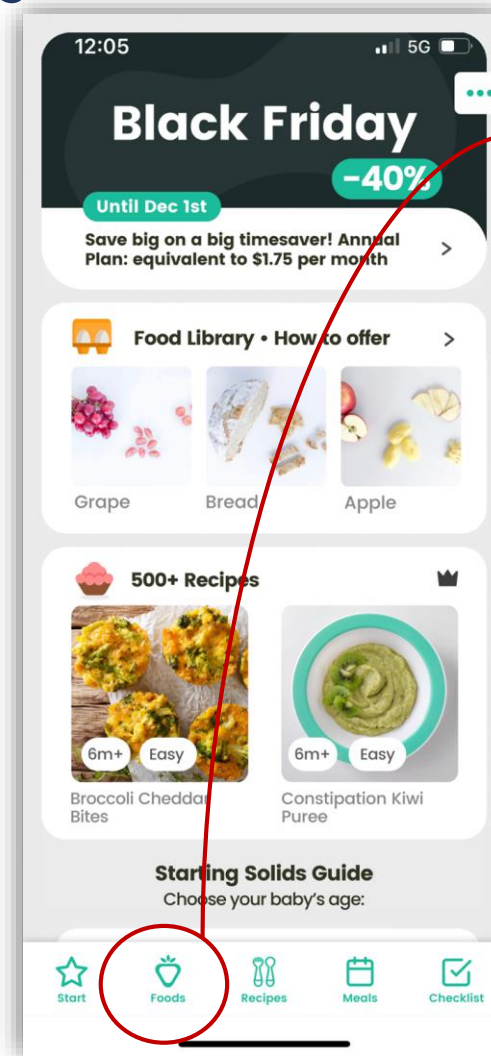 12:05
5G
Black Friday
-40%
Until Dec 1st
Save big on a big timesaver! Annual
Plan: equivalent to $1.75 per month
Food Library • How to offer
Grape
Bread
Apple
500+ Recipes
6m+
Easy
6m+
Easy
Broccoli Cheddar
Bites
Constipation Kiwi
Puree
Starting Solids Guide
Choose your baby's age:
Start
Foods
Recipes
Meals
Checklist